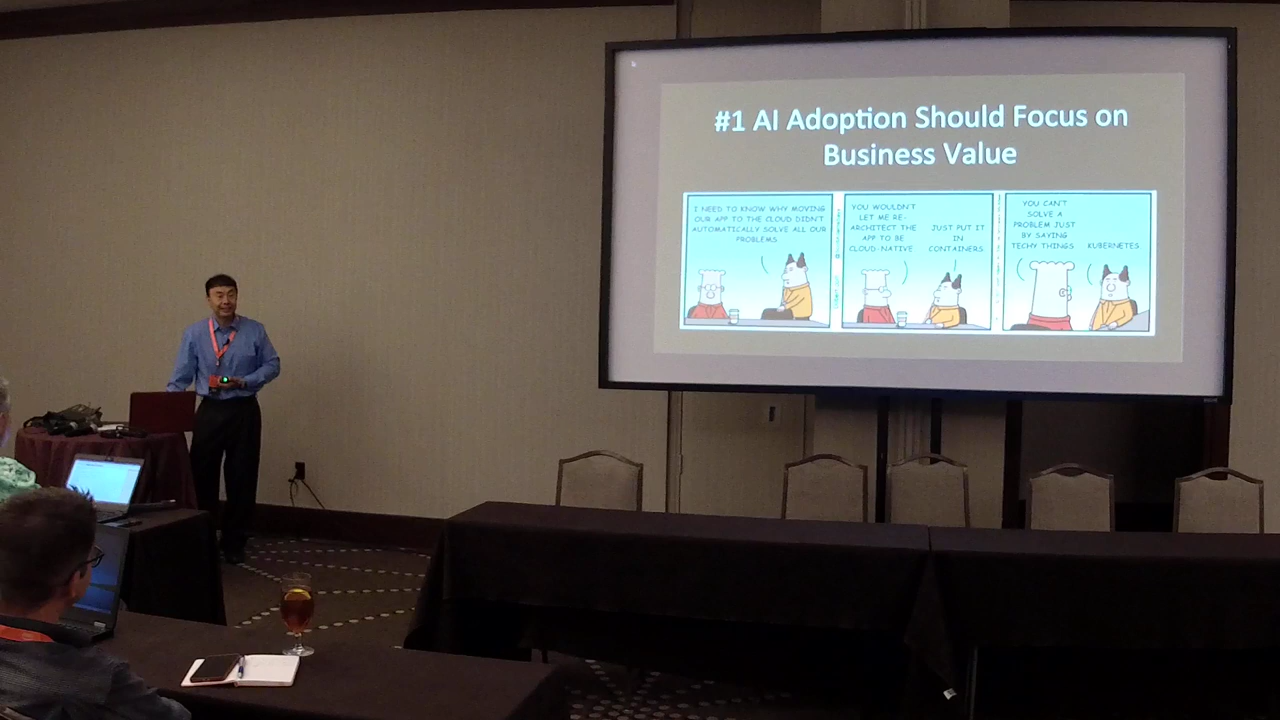 #1 AI Adoption Should Focus on
Business Value
I NEED TO KNOW WHY MOVING
OUR APP TO THE CLOUD DIDN'T
AUTOMATICALLY SOLVE ALL OUR
PROBLEMS
YOU WOULDN'T
LET ME RE-
ARCHITECT THE
APP TO BE
CLOUD-NATIVE
JUST PUT IT
IN
CONTAINERS
YOU CAN'T
SOLVE A
PROBLEM JUST
BY SAYING
TECHY THINGS
KUBERNETES